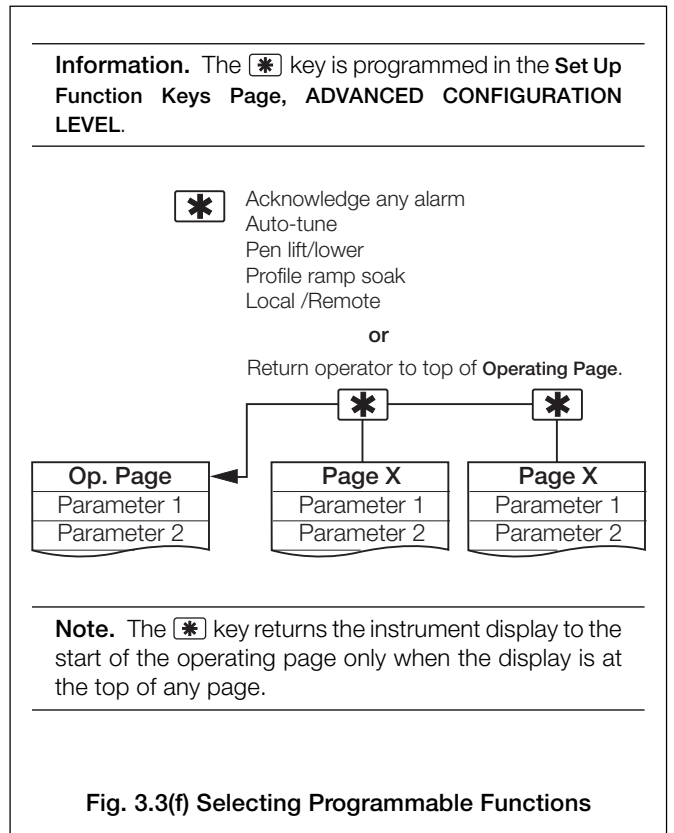 Information. The ✱ key is programmed in the Set Up
Function Keys Page, ADVANCED CONFIGURATION
LEVEL.
✱ Acknowledge any alarm
Auto-tune
Pen lift/lower
Profile ramp soak
Local /Remote
or
Return operator to top of Operating Page.
✱ ✱
Op. Page Page X Page X
Parameter 1 Parameter 1 Parameter 1
Parameter 2 Parameter 2 Parameter 2
Note. The ✱ key returns the instrument display to the
start of the operating page only when the display is at
the top of any page.
Fig. 3.3(f) Selecting Programmable Functions